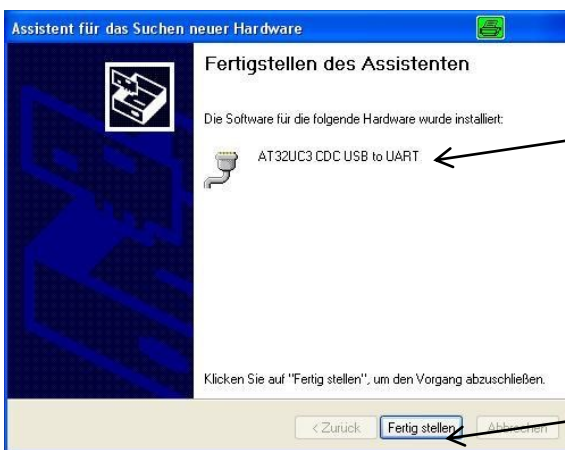 Assistent für das Suchen neuer Hardware
Fertigstellen des Assistenten
Die Software für die folgende Hardware wurde installiert:
AT32UC3 CDC USB to UART
Klicken Sie auf "Fertig stellen", um den Vorgang abzuschließen.
< Zurück Fertig stellen Abbrechen